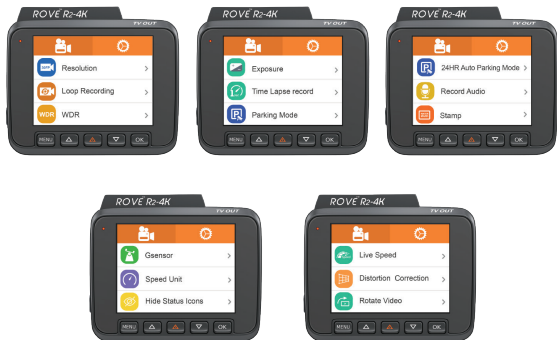 ROVE R2-4K
TV OUT
Resolution
Loop Recording
WDR
WDR
MENU
OK
ROVE R2-4K
TV OUT
Exposure
Time Lapse record
P
Parking Mode
MENU
OK
ROVE R2-4K
TV OUT
P
24HR Auto Parking Mode
Record Audio
Stamp
MENU
OK
ROVE R2-4K
TV OUT
Gsensor
Speed Unit
Hide Status Icons
MENU
OK
ROVE R2-4K
TV OUT
Live Speed
Distortion Correction
Rotate Video
MENU
OK